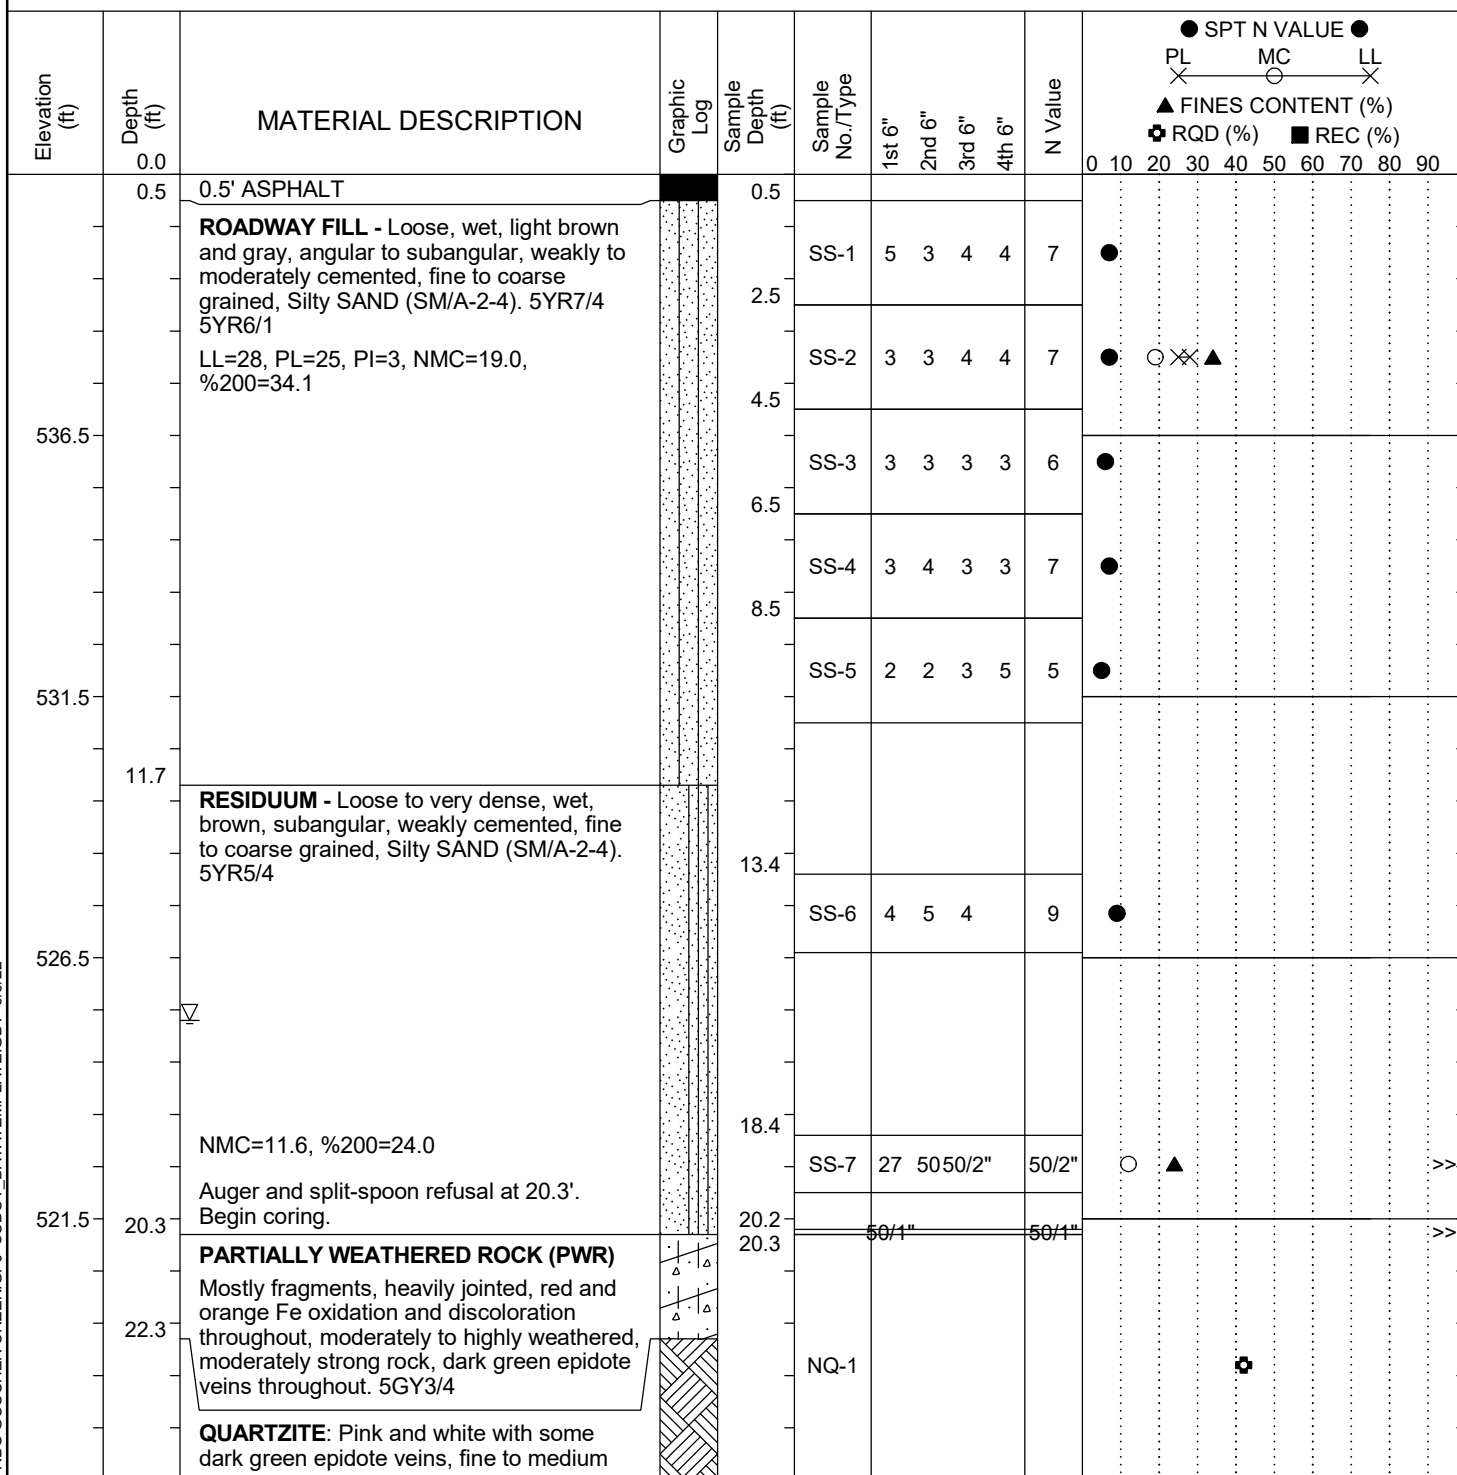 ● SPT N VALUE ●
PL MC LL
▲ FINES CONTENT (%)
RQD (%) ■ REC (%)
0 10 20 30 40 50 60 70 80 90
Elevation (ft)
Depth (ft)
0.0
MATERIAL DESCRIPTION
Graphic Log
Sample Depth (ft)
Sample No./Type
1st 6"
2nd 6"
3rd 6"
4th 6"
N Value
0.5 0.5' ASPHALT 0.5
ROADWAY FILL - Loose, wet, light brown
and gray, angular to subangular, weakly to
moderately cemented, fine to coarse
grained, Silty SAND (SM/A-2-4). 5YR7/4
5YR6/1
SS-1 5 3 4 4 7
2.5
LL=28, PL=25, PI=3, NMC=19.0,
%200=34.1
SS-2 3 3 4 4 7
4.5
536.5
SS-3 3 3 3 3 6
6.5
SS-4 3 4 3 3 7
8.5
SS-5 2 2 3 5 5
531.5
11.7
RESIDUUM - Loose to very dense, wet,
brown, subangular, weakly cemented, fine
to coarse grained, Silty SAND (SM/A-2-4).
5YR5/4
13.4
SS-6 4 5 4 9
526.5
18.4
NMC=11.6, %200=24.0
SS-7 27 50 50/2" 50/2" >>
Auger and split-spoon refusal at 20.3'.
Begin coring.
521.5 20.3 20.2
50/1" 50/1" >>
20.3
PARTIALLY WEATHERED ROCK (PWR)
Mostly fragments, heavily jointed, red and
orange Fe oxidation and discoloration
throughout, moderately to highly weathered,
moderately strong rock, dark green epidote
veins throughout. 5GY3/4
22.3
NQ-1
QUARTZITE: Pink and white with some
dark green epidote veins, fine to medium